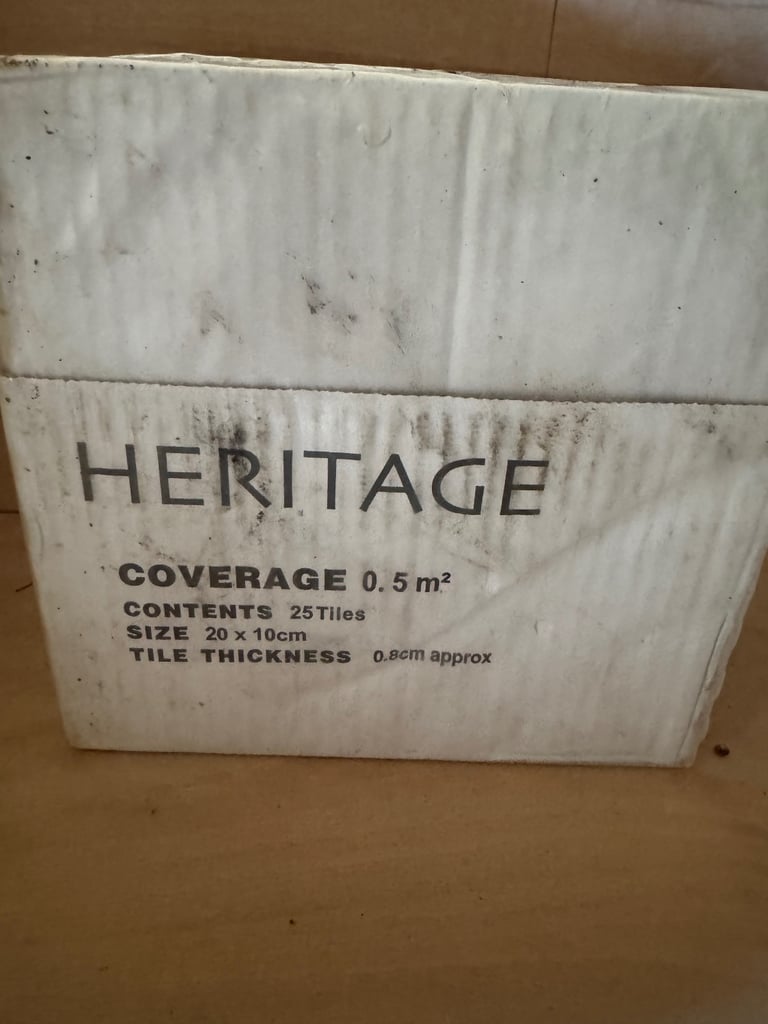 HERITAGE
COVERAGE 0.5 m²
CONTENTS 25Tiles
SIZE 20 x 10cm
TILE THICKNESS 0.8cm approx